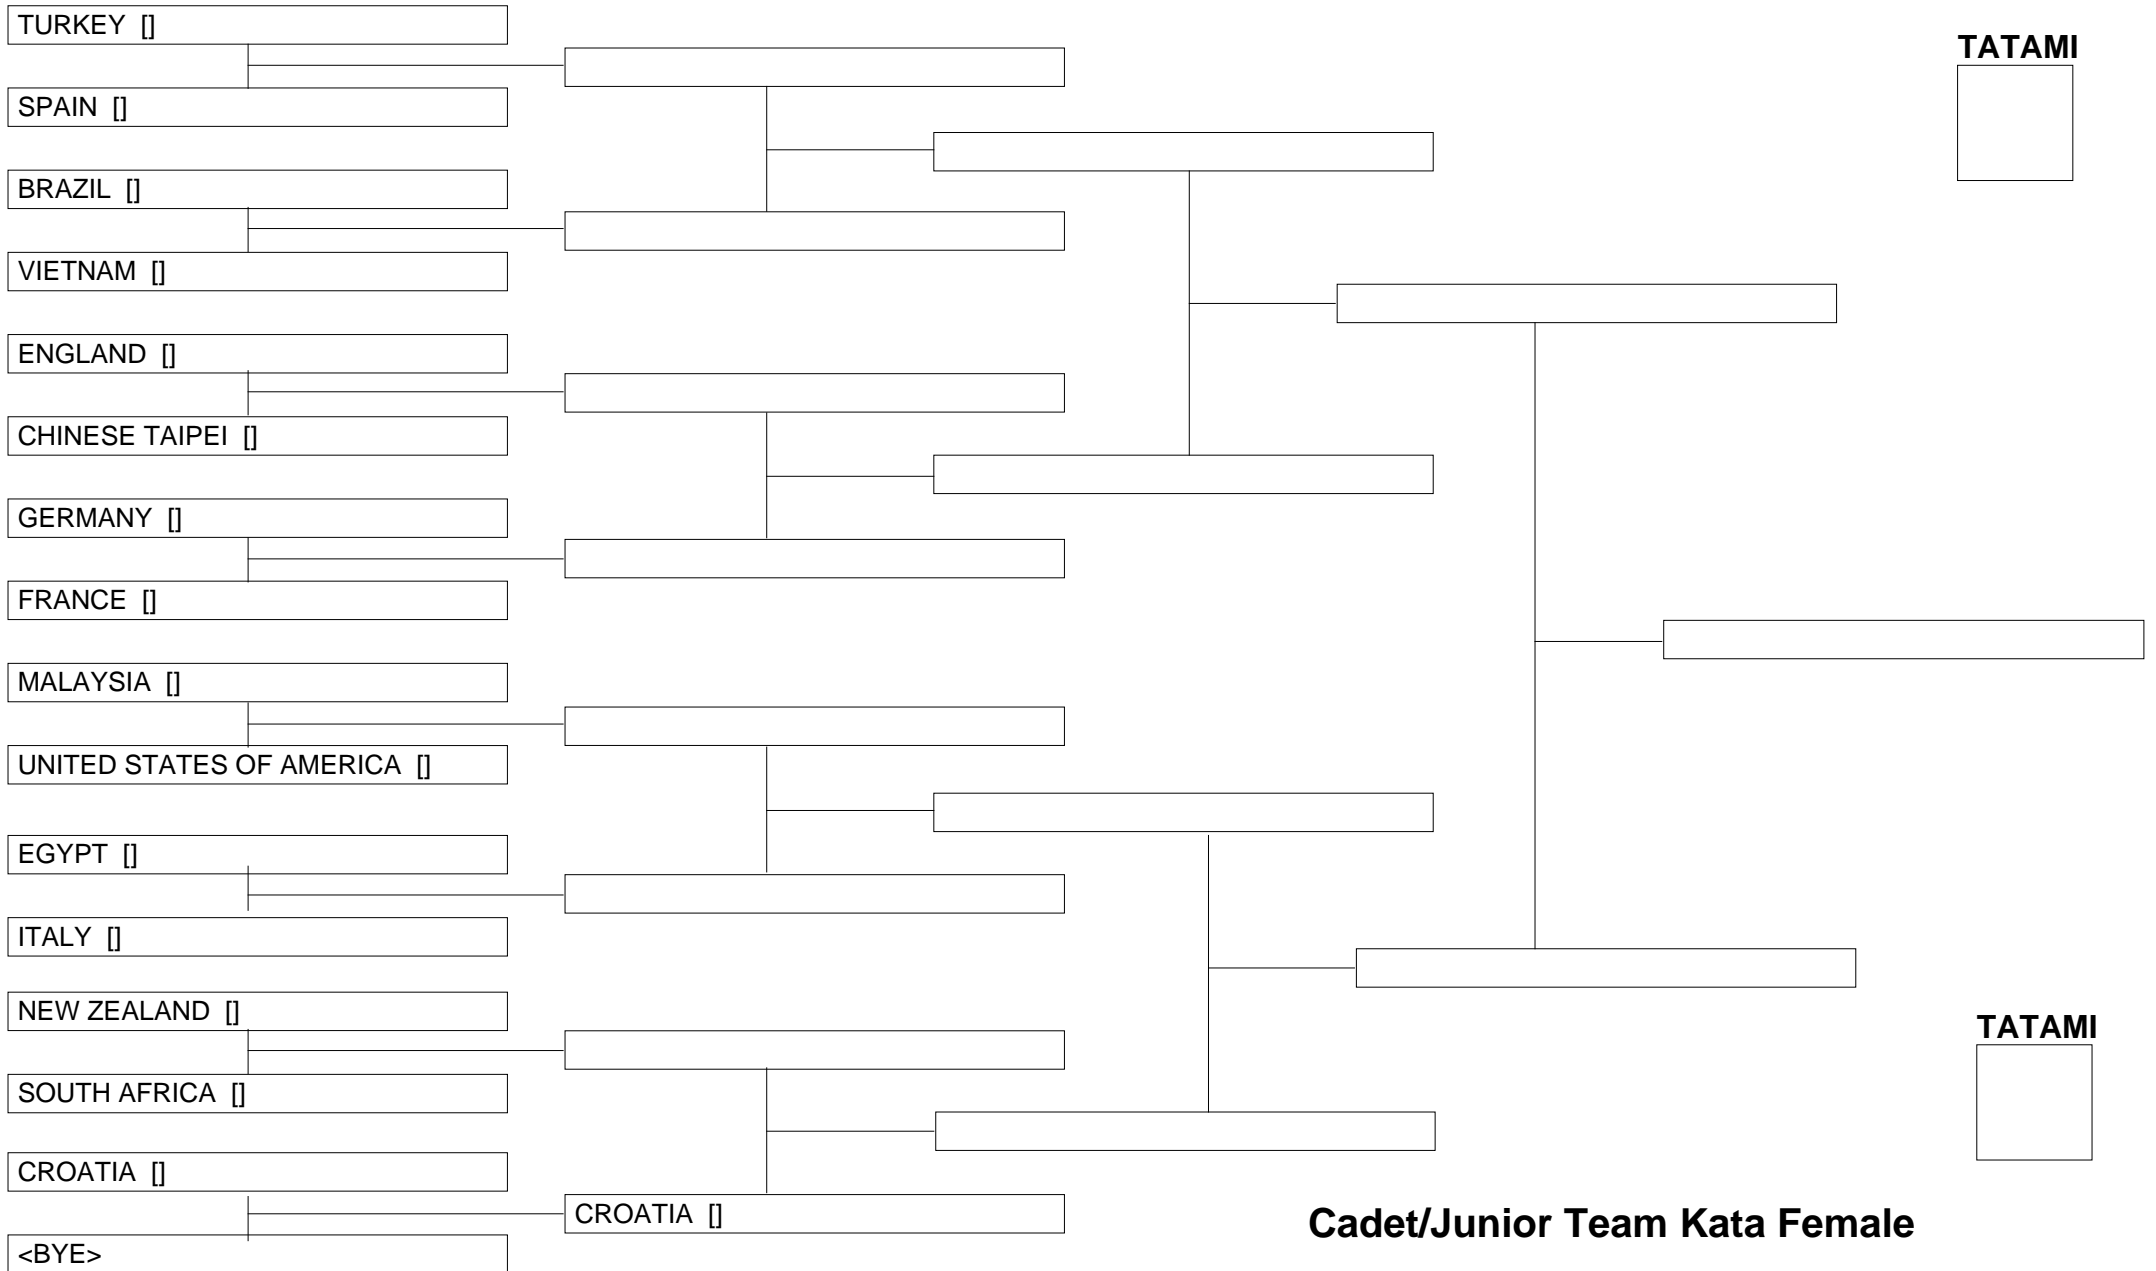 TURKEY []
TATAMI
SPAIN []
BRAZIL []
VIETNAM []
ENGLAND []
CHINESE TAIPEI []
GERMANY []
FRANCE []
MALAYSIA []
UNITED STATES OF AMERICA []
EGYPT []
ITALY []
NEW ZEALAND []
TATAMI
SOUTH AFRICA []
CROATIA []
CROATIA []
Cadet/Junior Team Kata Female
<BYE>